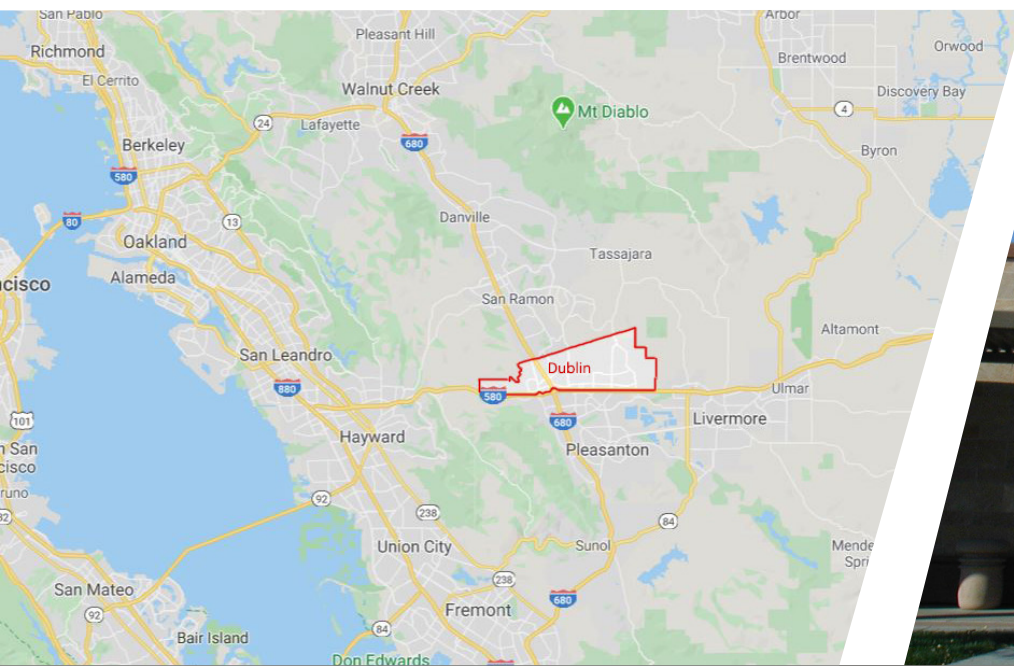 San Pablo
Arbor
Richmond
Pleasant Hill
Orwood
Brentwood
El Cerrito
Walnut Creek
Discovery Bay
Mt Diablo
4
24
Lafayette
680
Berkeley
Byron
580
80
13
Danville
Oakland
Tassajara
Alameda
cisco
San Ramon
Altamont
San Leandro
Dublin
880
580
Ulmar
101
680
Livermore
Hayward
Pleasanton
n San
cisco
runo
92
238
84
82
Union City
Sunol
Mende
Spri
238
San Mateo
680
92
Fremont
84
Bair Island
Don Edwards